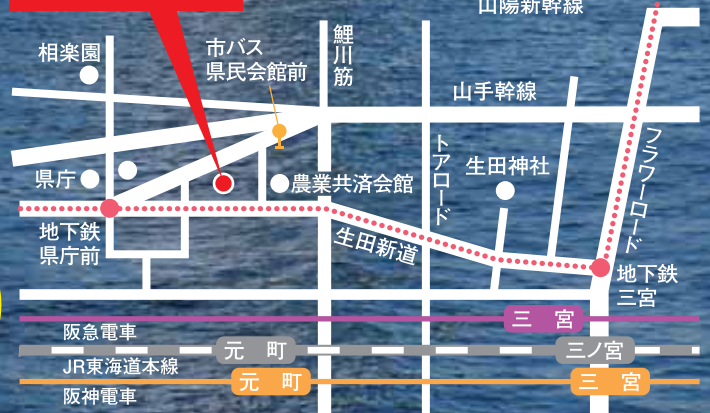 山陽新幹線
相楽園
市バス
県民会館前
鯉川筋
山手幹線
フラワーロード
トアロード
生田神社
県庁
農業共済会館
地下鉄
県庁前
生田新道
地下鉄
三宮
三 宮
阪急電車
元 町
三ノ宮
JR東海道本線
元 町
三 宮
阪神電車